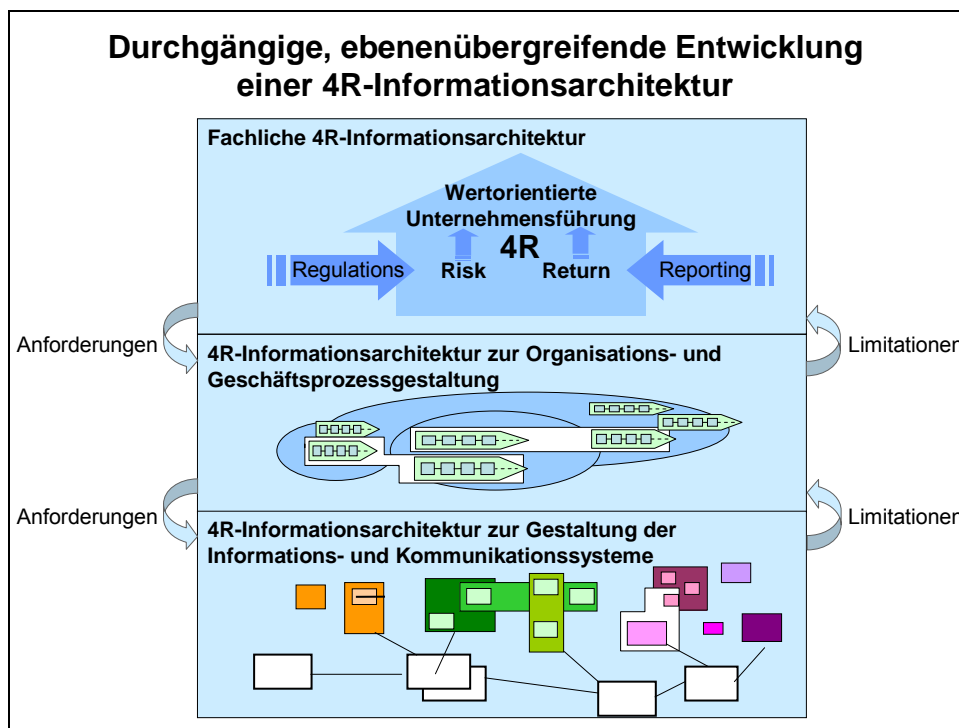 Durchgängige, ebenenübergreifende Entwicklung
einer 4R-Informationsarchitektur
Fachliche 4R-Informationsarchitektur
Wertorientierte
Unternehmensführung
4R
Regulations
Risk
Return
Reporting
Anforderungen
Limitationen
4R-Informationsarchitektur zur Organisations- und
Geschäftsprozessgestaltung
Anforderungen
Limitationen
4R-Informationsarchitektur zur Gestaltung der
Informations- und Kommunikationssysteme